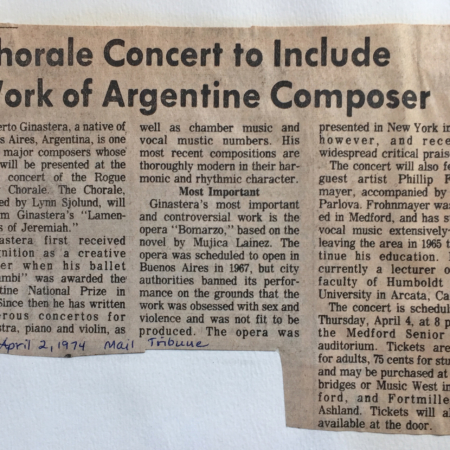 horale Concert to Include
ork of Argentine Composer
erto Ginastera, a native of
s Aires, Argentina, is one
major composers whose
will be presented at the
concert of the Rogue
Chorale. The Chorale,
ed by Lynn Sjolund, will
rm Ginastera's "Lamen-
s of Jeremiah."
astera first received
gnition as a creative
er when his ballet
ambi" was awarded the
tine National Prize in
Since then he has written
erous concertos for
stra, piano and violin, as
well as chamber music and
vocal mustic numbers. His
most recent compositions are
thoroughly modern in their har-
monic and rhythmic character.
Most Important
Ginastera's most important
and controversial work is the
opera "Bomarzo," based on the
novel by Mujica Lainez. The
opera was scheduled to open in
Buenos Aires in 1967, but city
authorities banned its perfor-
mance on the grounds that the
work was obsessed with sex and
violence and was not fit to be
produced. The opera was
presented in New York in
however, and rece
widespread critical prais
The concert will also fe
guest artist Phillip F
mayer, accompanied by
Parlova. Frohnmayer wa
ed in Medford, and has s
vocal music extensively-
leaving the area in 1965 t
tinue his education. 
currently a lecturer o
faculty of Humboldt
University in Arcata, Ca
The concert is schedul
Thursday, April 4, at 8 p
the Medford Senior
auditorium. Tickets are
for adults, 75 cents for stu
and may be purchased at
bridges or Music West in
ford, and Fortmille
Ashland. Tickets will al
available at the door.
April 2, 1974 Mail Tribune